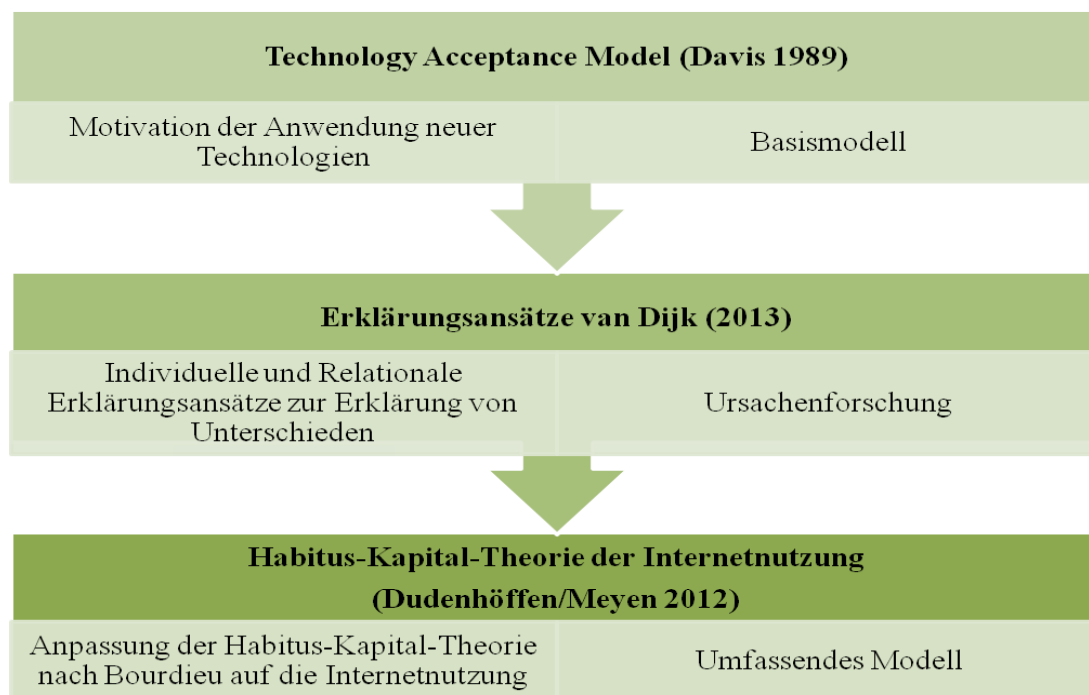 Technology Acceptance Model (Davis 1989)
Motivation der Anwendung neuer
Technologien
Basismodell
Erklärungsansätze van Dijk (2013)
Individuelle und Relationale
Erklärungsansätze zur Erklärung von
Unterschieden
Ursachenforschung
Habitus-Kapital-Theorie der Internetnutzung
(Dudenhöffen/Meyen 2012)
Anpassung der Habitus-Kapital-Theorie
nach Bourdieu auf die Internetnutzung
Umfassendes Modell